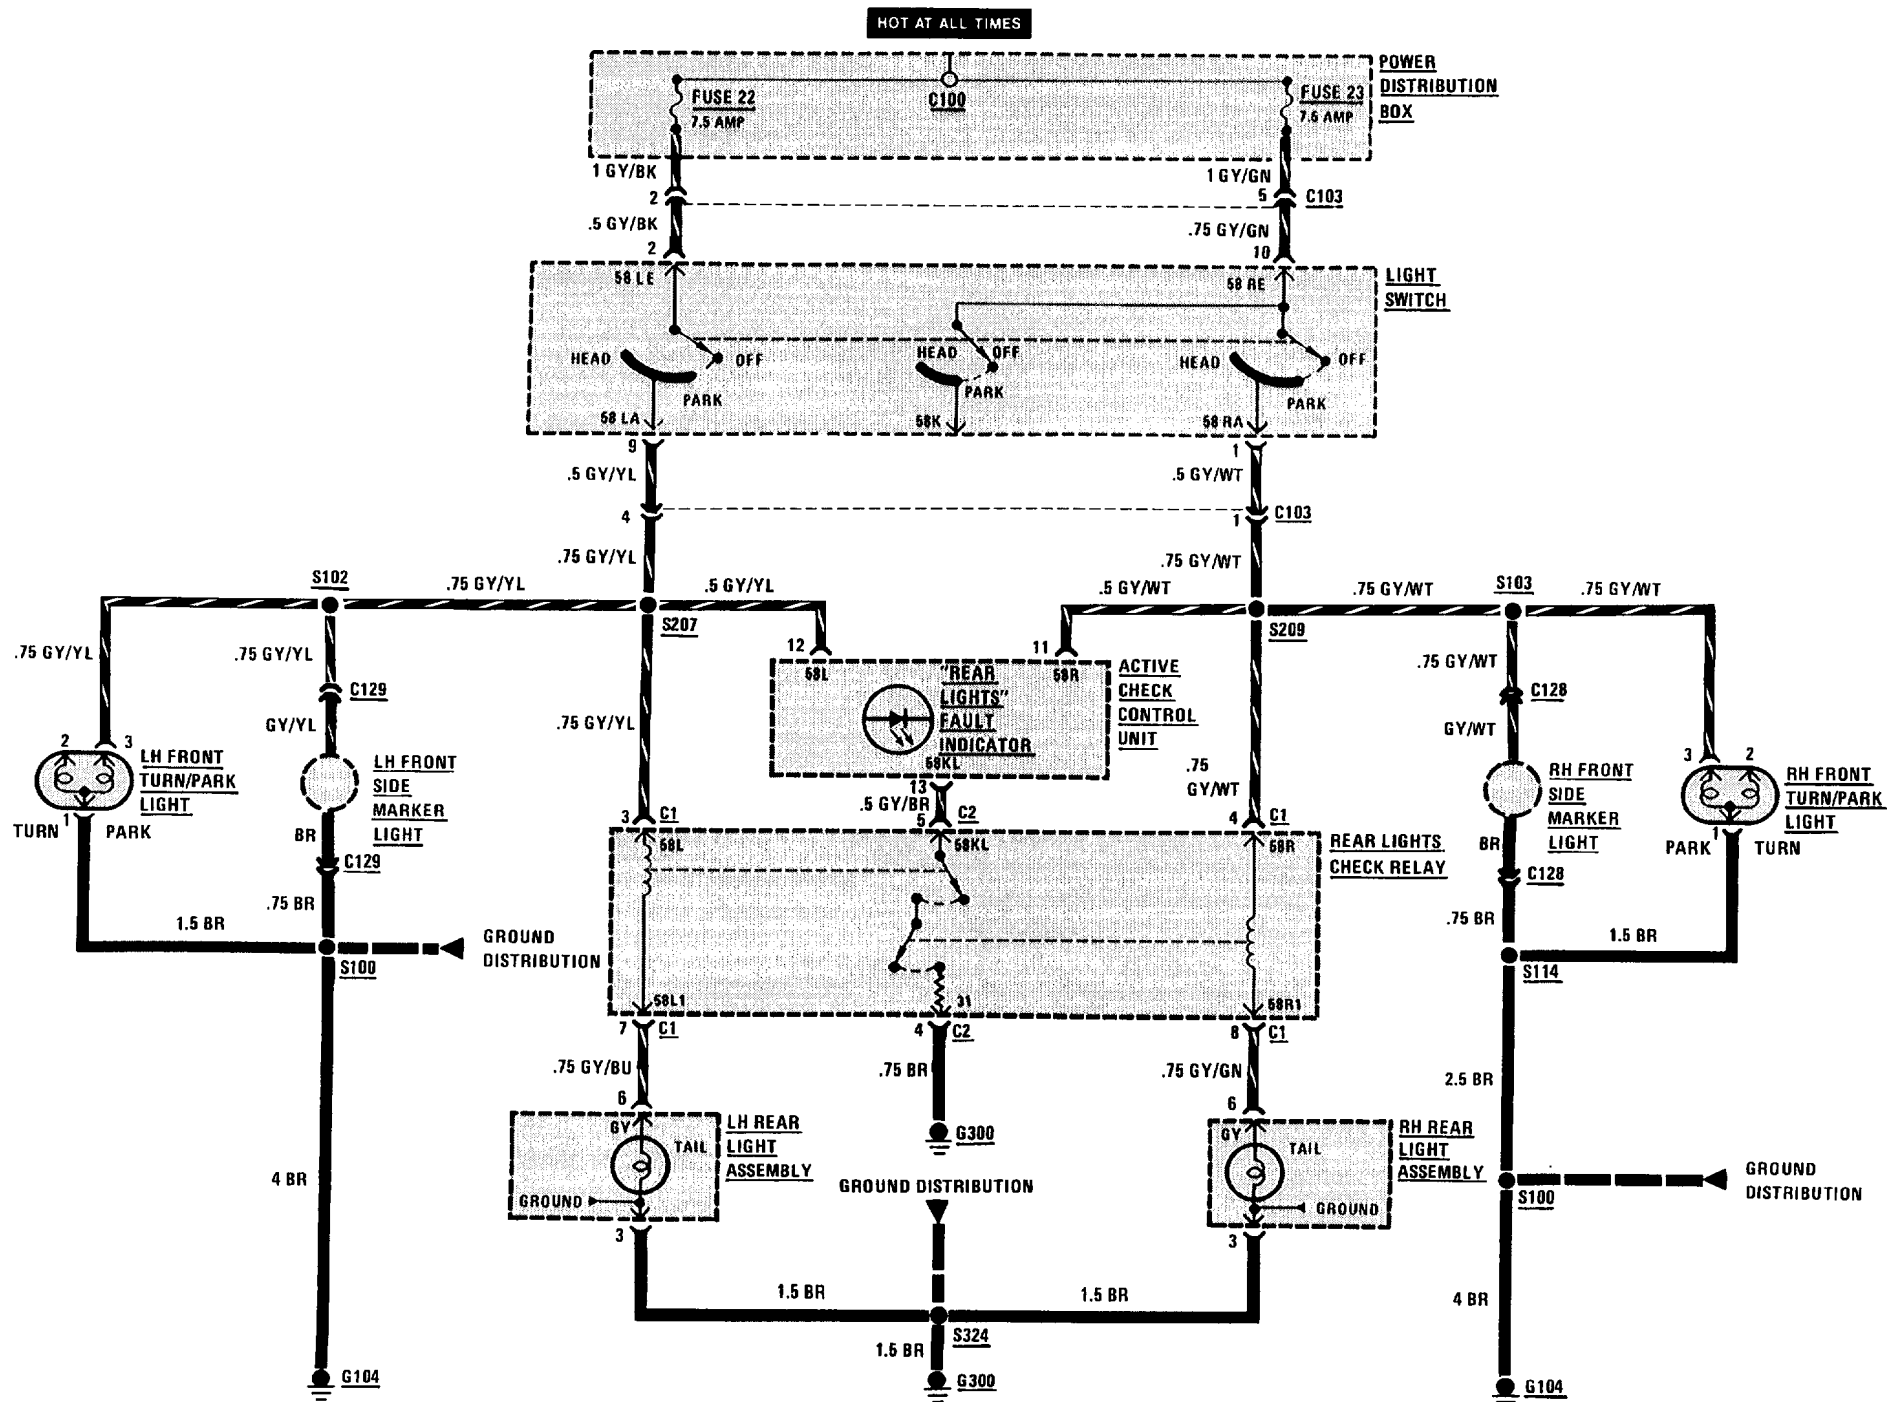 HOT AT ALL TIMES
POWER
DISTRIBUTION
BOX
FUSE 22
7.5 AMP
C100
FUSE 23
7.5 AMP
1 GY/BK
1 GY/GN
2
5
C103
.5 GY/BK
.75 GY/GN
2
10
LIGHT
SWITCH
58 LE
58 RE
HEAD
OFF
PARK
HEAD
OFF
PARK
HEAD
OFF
PARK
58 LA
58K
58 RA
9
1
.5 GY/YL
.5 GY/WT
4
1
C103
.75 GY/YL
.75 GY/WT
S102
.75 GY/YL
.5 GY/YL
.5 GY/WT
.75 GY/WT
S103
.75 GY/WT
S207
S209
.75 GY/YL
.75 GY/YL
12
11
.75 GY/WT
58L
58R
"REAR
LIGHTS"
FAULT
INDICATOR
ACTIVE
CHECK
CONTROL
UNIT
C129
C128
GY/YL
.75 GY/YL
GY/WT
2
3
LH FRONT
TURN/PARK
LIGHT
LH FRONT
SIDE
MARKER
LIGHT
58KL
13
.5 GY/BR
.75
GY/WT
RH FRONT
SIDE
MARKER
LIGHT
3
2
RH FRONT
TURN/PARK
LIGHT
TURN
1
PARK
BR
3
C1
5
C2
4
C1
BR
PARK
1
TURN
58L
58KL
58R
REAR LIGHTS
CHECK RELAY
C129
C128
.75 BR
.75 BR
1.5 BR
1.5 BR
S100
GROUND
DISTRIBUTION
S114
58L1
31
58R1
7
C1
4
C2
8
C1
.75 GY/BU
.75 BR
.75 GY/GN
2.5 BR
6
6
GY
TAIL
GROUND
LH REAR
LIGHT
ASSEMBLY
G300
GY
TAIL
GROUND
RH REAR
LIGHT
ASSEMBLY
4 BR
GROUND DISTRIBUTION
S100
GROUND
DISTRIBUTION
3
3
1.5 BR
1.5 BR
4 BR
S324
1.5 BR
G104
G300
G104